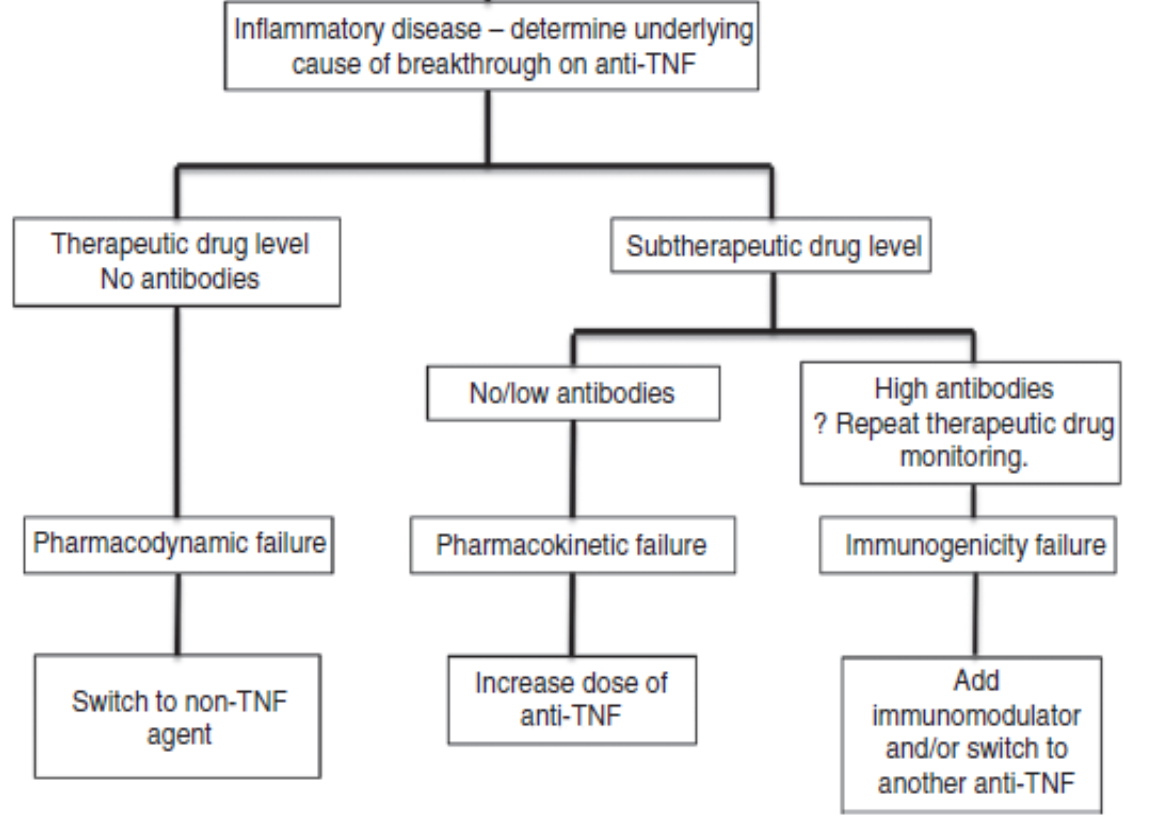 Inflammatory disease – determine underlying
cause of breakthrough on anti-TNF
Therapeutic drug level
No antibodies
Subtherapeutic drug level
No/low antibodies
High antibodies
? Repeat therapeutic drug
monitoring.
Pharmacodynamic failure
Pharmacokinetic failure
Immunogenicity failure
Switch to non-TNF
agent
Increase dose of
anti-TNF
Add
immunomodulator
and/or switch to
another anti-TNF